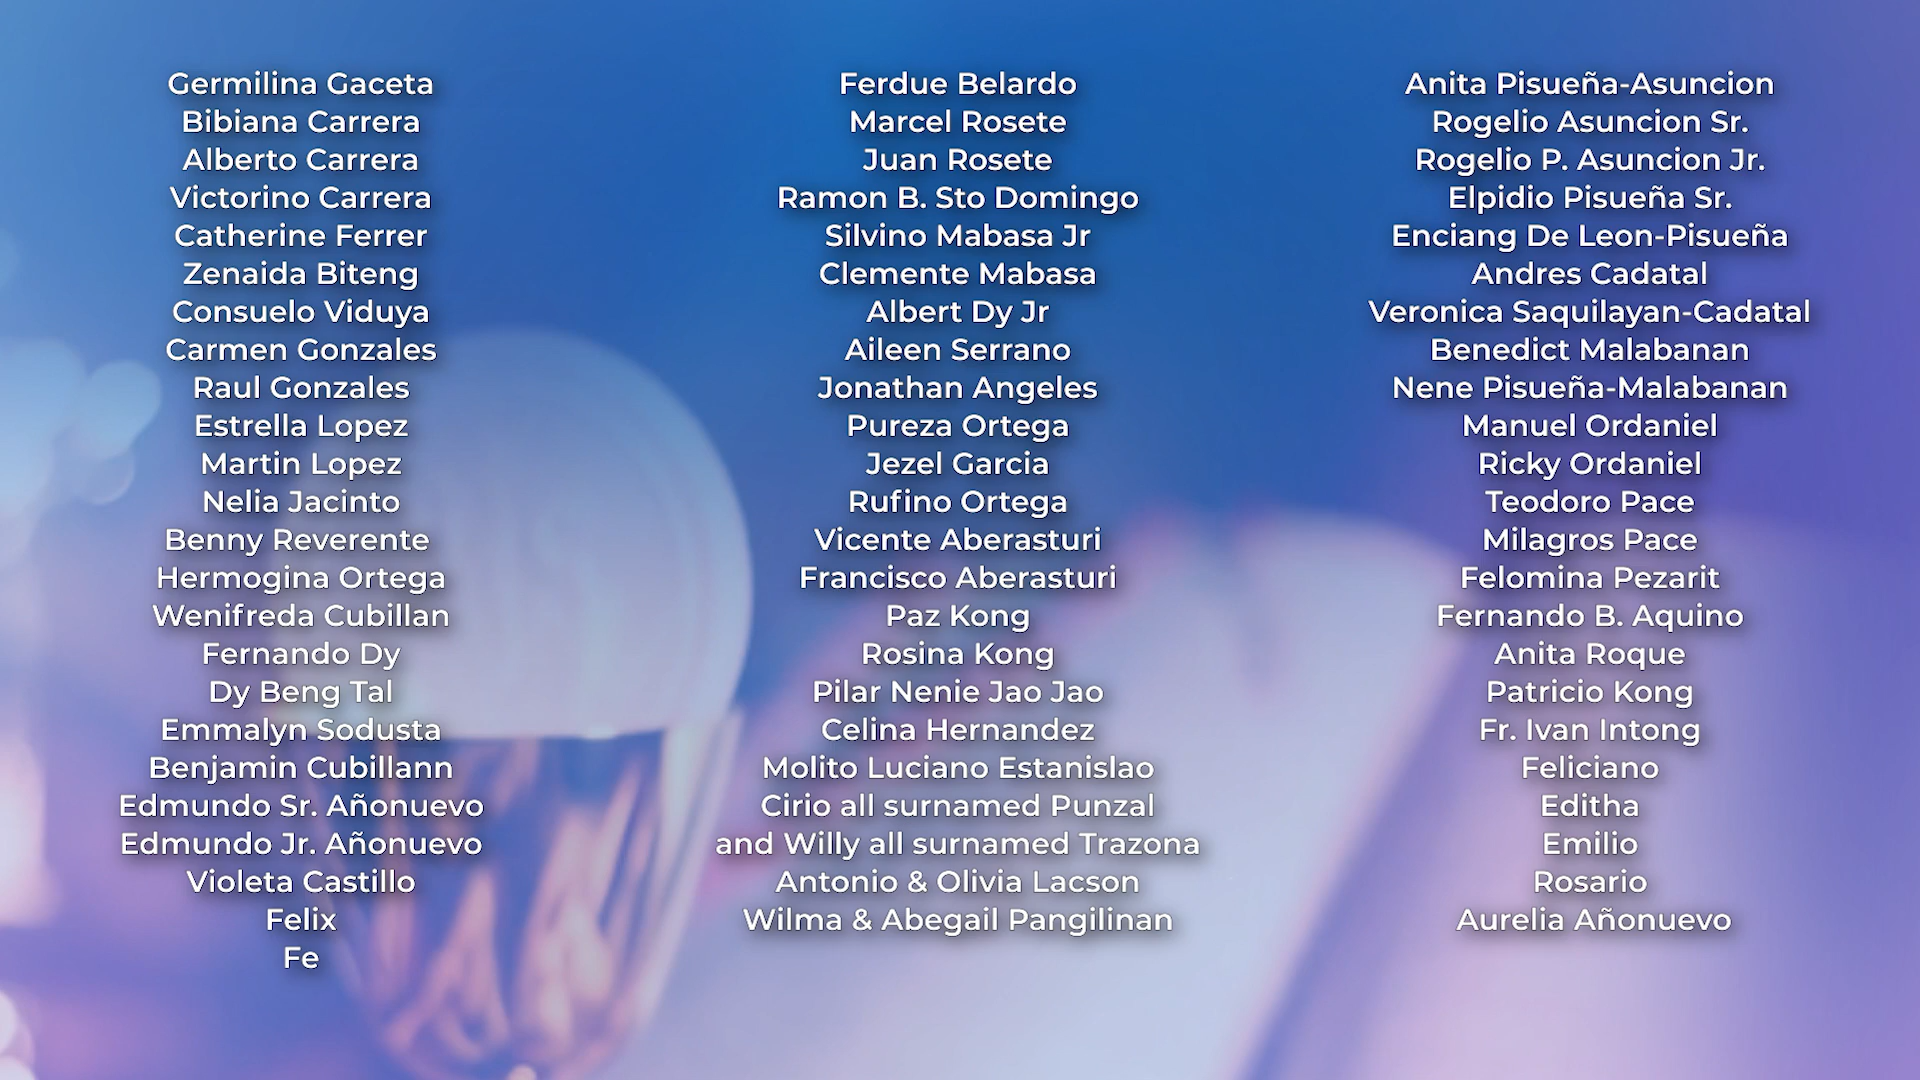 Germilina Gaceta
Bibiana Carrera
Alberto Carrera
Victorino Carrera
Catherine Ferrer
Zenaida Biteng
Consuelo Viduya
Carmen Gonzales
Raul Gonzales
Estrella Lopez
Martin Lopez
Nelia Jacinto
Benny Reverente
Hermogina Ortega
Wenifreda Cubillan
Fernando Dy
Dy Beng Tal
Emmalyn Sodusta
Benjamin Cubillann
Edmundo Sr. Añonuevo
Edmundo Jr. Añonuevo
Violeta Castillo
Felix
Fe
Ferdue Belardo
Marcel Rosete
Juan Rosete
Ramon B. Sto Domingo
Silvino Mabasa Jr
Clemente Mabasa
Albert Dy Jr
Aileen Serrano
Jonathan Angeles
Pureza Ortega
Jezel Garcia
Rufino Ortega
Vicente Aberasturi
Francisco Aberasturi
Paz Kong
Rosina Kong
Pilar Nenie Jao Jao
Celina Hernandez
Molito Luciano Estanislao
Cirio all surnamed Punzal
and Willy all surnamed Trazona
Antonio & Olivia Lacson
Wilma & Abegail Pangilinan
Anita Pisueña-Asuncion
Rogelio Asuncion Sr.
Rogelio P. Asuncion Jr.
Elpidio Pisueña Sr.
Enciang De Leon-Pisueña
Andres Cadatal
Veronica Saquilayan-Cadatal
Benedict Malabanan
Nene Pisueña-Malabanan
Manuel Ordaniel
Ricky Ordaniel
Teodoro Pace
Milagros Pace
Felomina Pezarit
Fernando B. Aquino
Anita Roque
Patricio Kong
Fr. Ivan Intong
Feliciano
Editha
Emilio
Rosario
Aurelia Añonuevo